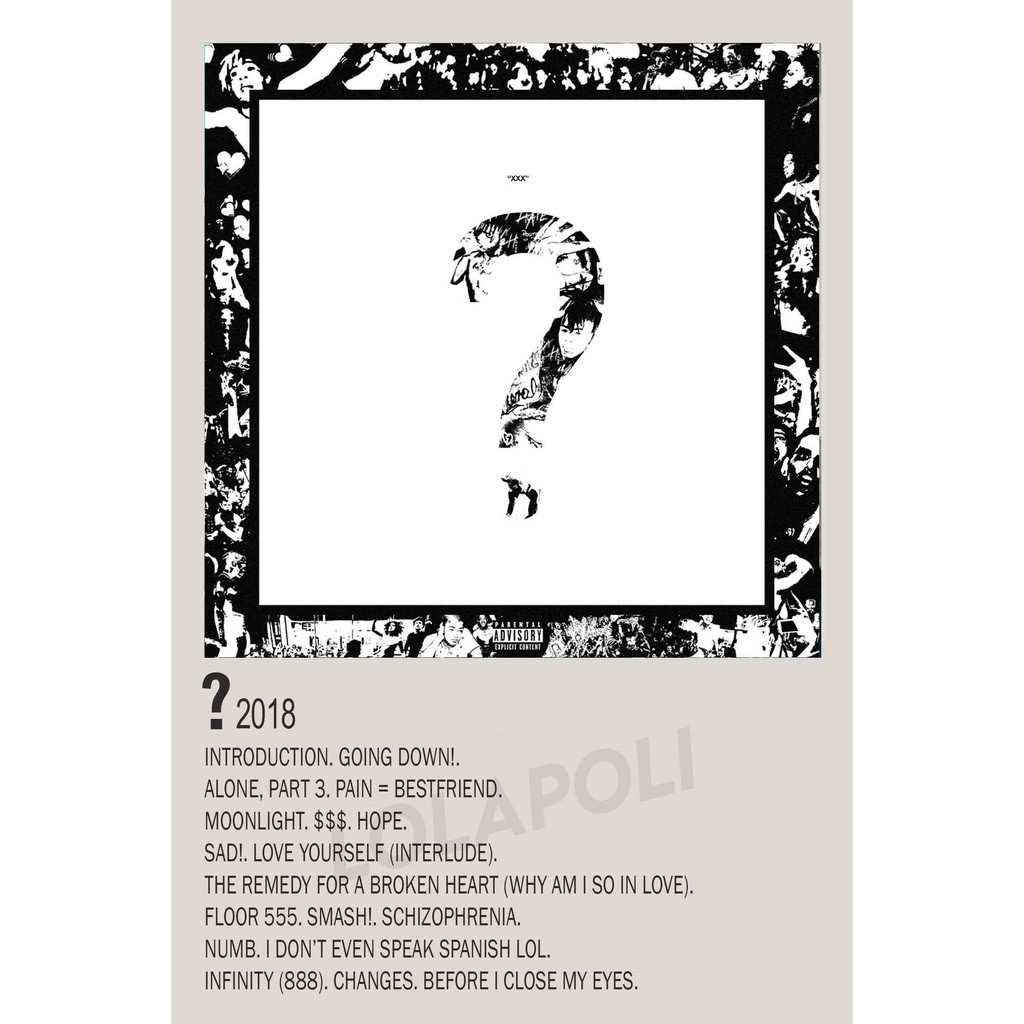 "XXX"
?
PARENTAL
ADVISORY
EXPLICIT CONTENT
? 2018
INTRODUCTION. GOING DOWN!.
ALONE, PART 3. PAIN = BESTFRIEND.
MOONLIGHT. $$$. HOPE.
SAD!. LOVE YOURSELF (INTERLUDE).
THE REMEDY FOR A BROKEN HEART (WHY AM I SO IN LOVE).
FLOOR 555. SMASH!. SCHIZOPHRENIA.
NUMB. I DON'T EVEN SPEAK SPANISH LOL.
INFINITY (888). CHANGES. BEFORE I CLOSE MY EYES.
LOLAPOLI